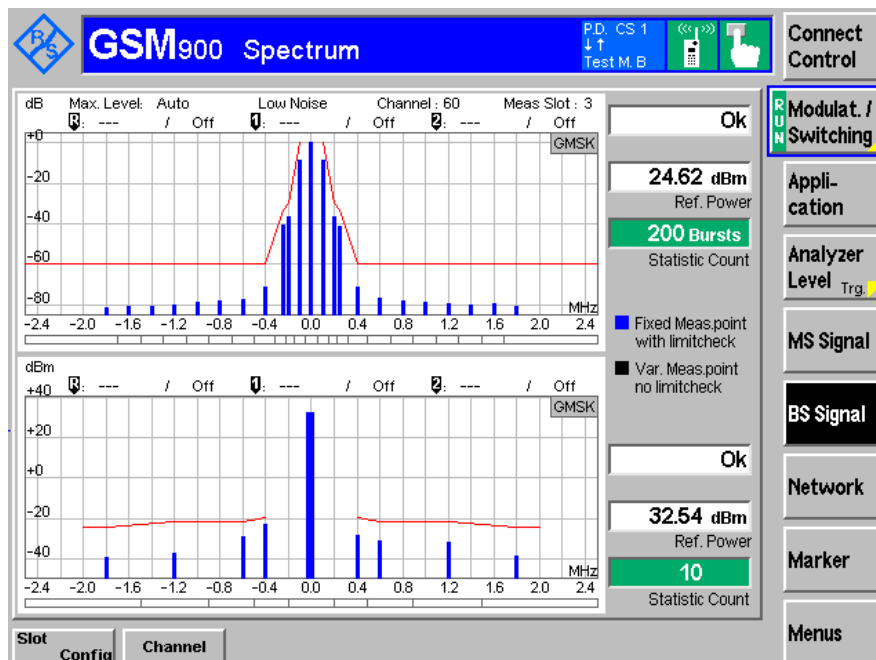 R/S
GSM900 Spectrum
P.D. CS 1
↓↑
Test M. B
Connect
Control
dB Max. Level: Auto Low Noise Channel : 60 Meas Slot : 3
R: --- / Off 1: --- / Off 2: --- / Off
+0
-20
-40
-60
-80
GMSK
MHz
-2.4 -2.0 -1.6 -1.2 -0.8 -0.4 0.0 0.4 0.8 1.2 1.6 2.0 2.4
Ok
24.62 dBm
Ref. Power
200 Bursts
Statistic Count
Fixed Meas.point
with limitcheck
Var. Meas.point
no limitcheck
dBm
R: --- / Off 1: --- / Off 2: --- / Off
+40
+20
+0
-20
-40
GMSK
MHz
-2.4 -2.0 -1.6 -1.2 -0.8 -0.4 0.0 0.4 0.8 1.2 1.6 2.0 2.4
Ok
32.54 dBm
Ref. Power
10
Statistic Count
RUN
Modulat. /
Switching
Appli-
cation
Analyzer
Level Trg.
MS Signal
BS Signal
Network
Marker
Menus
Slot
Config
Channel